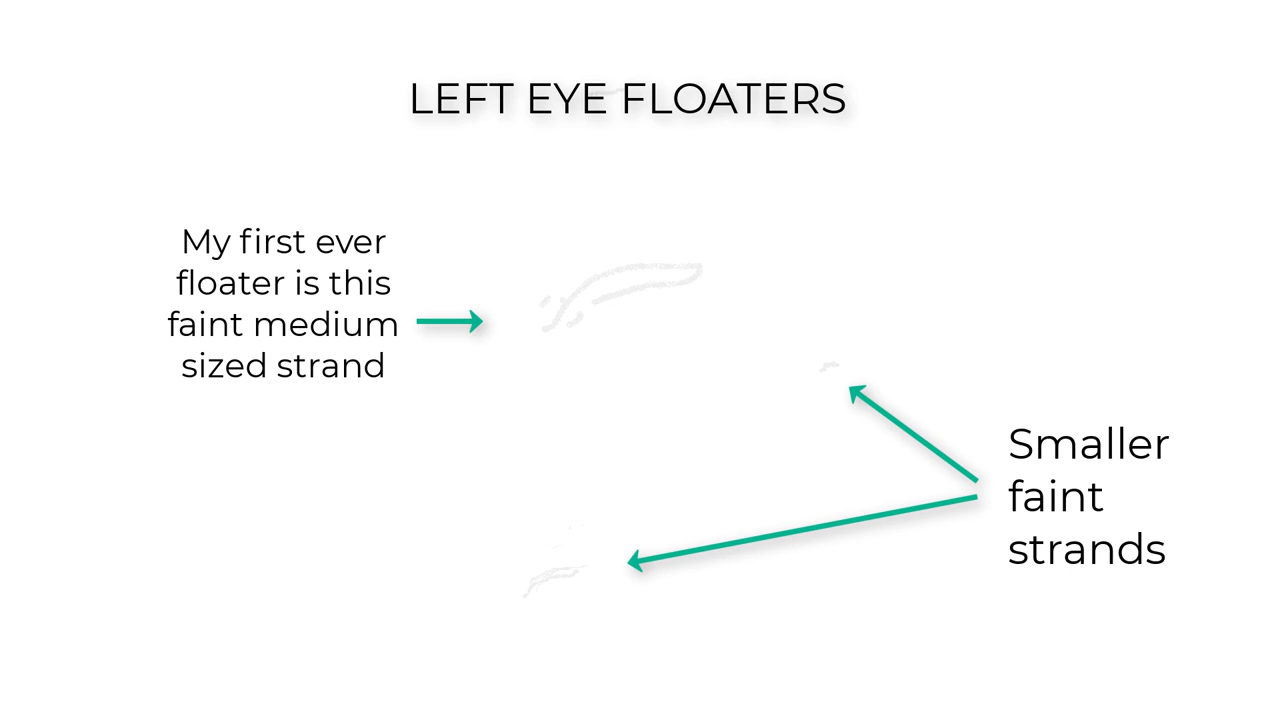 LEFT EYE FLOATERS
My first ever
floater is this
faint medium
sized strand
Smaller
faint
strands